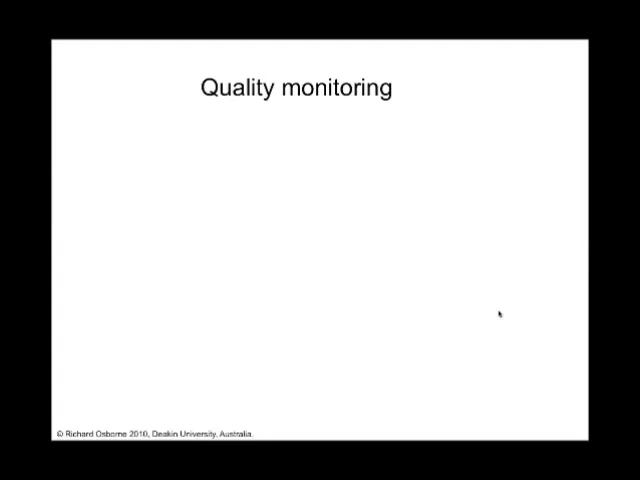 Quality monitoring
© Richard Osborne 2010, Deakin University, Australia.